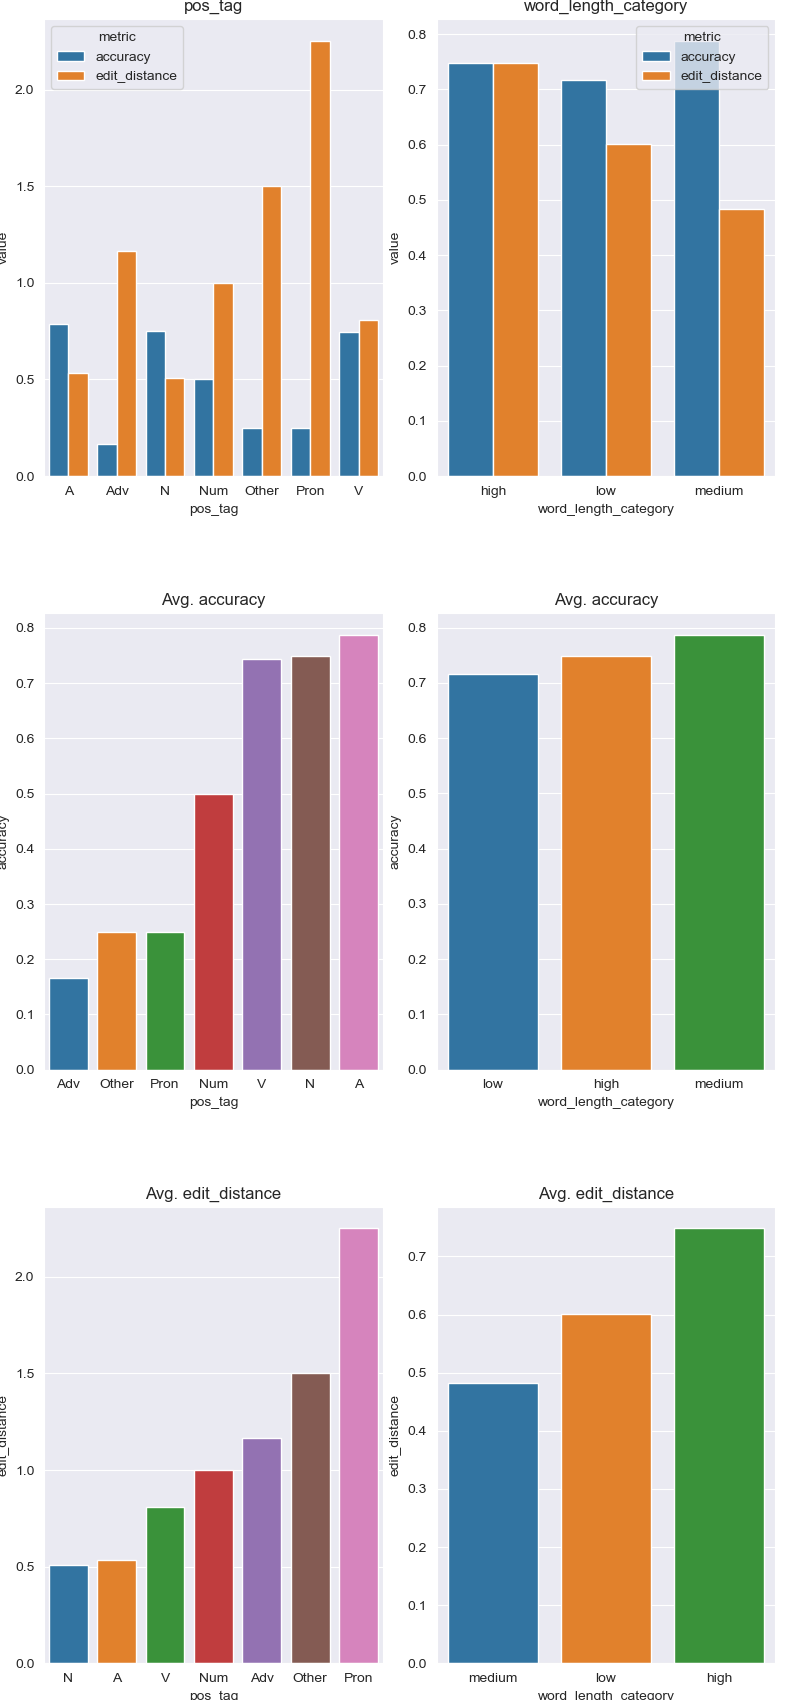 pos_tag
metric
accuracy
edit_distance
value
2.0
1.5
1.0
0.5
0.0
A Adv N Num Other Pron V
pos_tag
word_length_category
metric
accuracy
edit_distance
value
0.8
0.7
0.6
0.5
0.4
0.3
0.2
0.1
0.0
high low medium
word_length_category
Avg. accuracy
accuracy
0.8
0.7
0.6
0.5
0.4
0.3
0.2
0.1
0.0
Adv Other Pron Num V N A
pos_tag
Avg. accuracy
accuracy
0.8
0.7
0.6
0.5
0.4
0.3
0.2
0.1
0.0
low high medium
word_length_category
Avg. edit_distance
edit_distance
2.0
1.5
1.0
0.5
0.0
N A V Num Adv Other Pron
pos_tag
Avg. edit_distance
edit_distance
0.7
0.6
0.5
0.4
0.3
0.2
0.1
0.0
medium low high
word_length_category